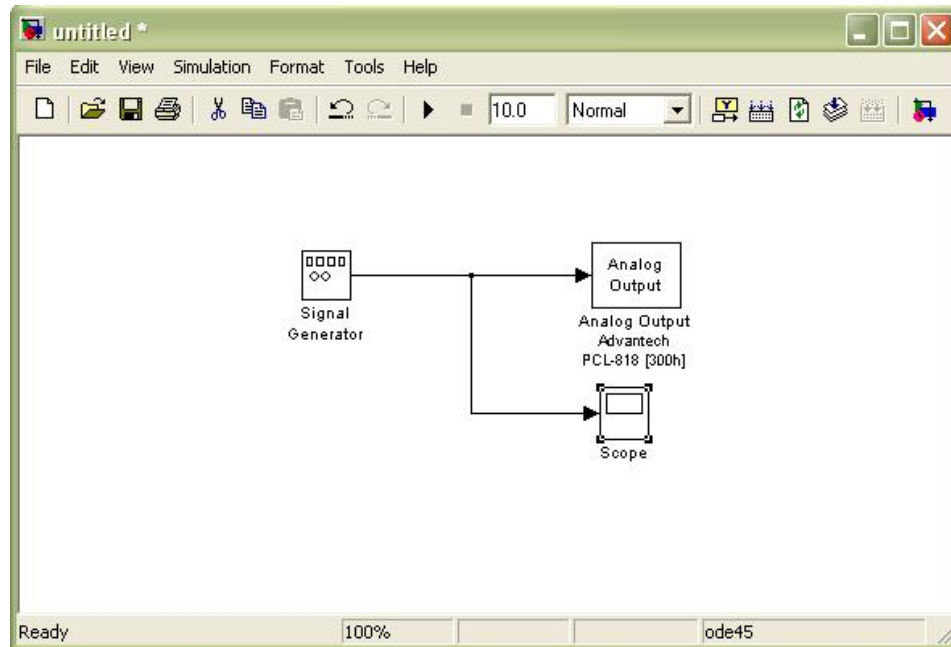 untitled *
File Edit View Simulation Format Tools Help
10.0 Normal
Signal
Generator
Analog
Output
Analog Output
Advantech
PCL-818 [300h]
Scope
Ready 100% ode45